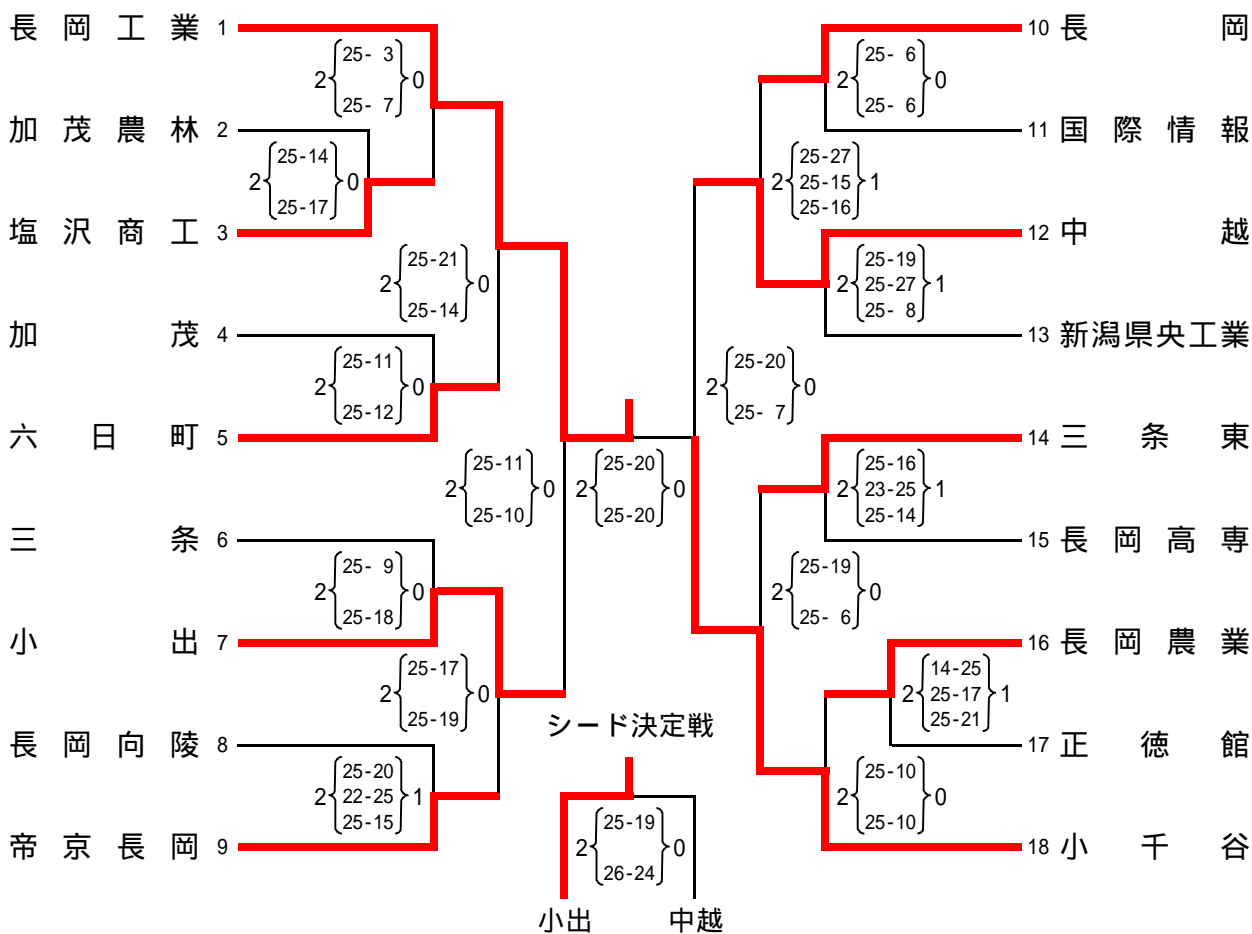 長岡工業 1
2 25- 3 25- 7 0
加茂農林 2
2 25-14 25-17 0
塩沢商工 3
2 25-21 25-14 0
加茂 4
2 25-11 25-12 0
六日町 5
2 25-11 25-10 0
三条 6
2 25- 9 25-18 0
小出 7
2 25-17 25-19 0
長岡向陵 8
2 25-20 22-25 25-15 1
帝京長岡 9
2 25-20 25-20 0
10 長岡
2 25- 6 25- 6 0
11 国際情報
2 25-27 25-15 25-16 1
12 中越
2 25-19 25-27 25- 8 1
13 新潟県央工業
2 25-20 25- 7 0
14 三条東
2 25-16 23-25 25-14 1
15 長岡高専
2 25-19 25- 6 0
16 長岡農業
2 14-25 25-17 25-21 1
17 正徳館
2 25-10 25-10 0
18 小千谷
シード決定戦
2 25-19 26-24 0
小出 中越